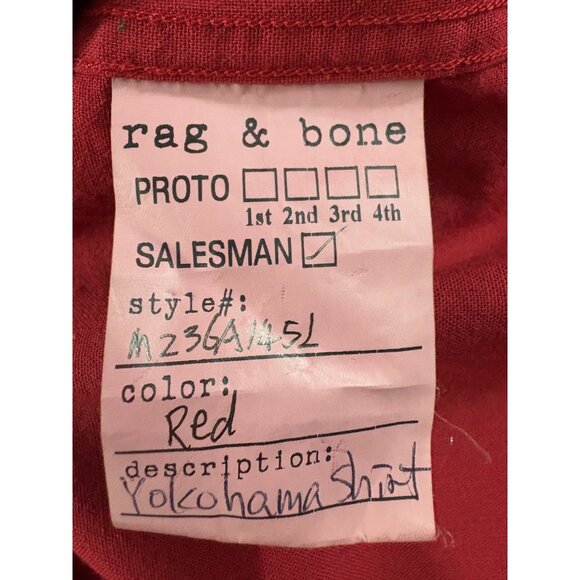 rag & bone
PROTO
1st 2nd 3rd 4th
SALESMAN
style#:
M236A145L
color:
Red
description:
Yokohama Shirt